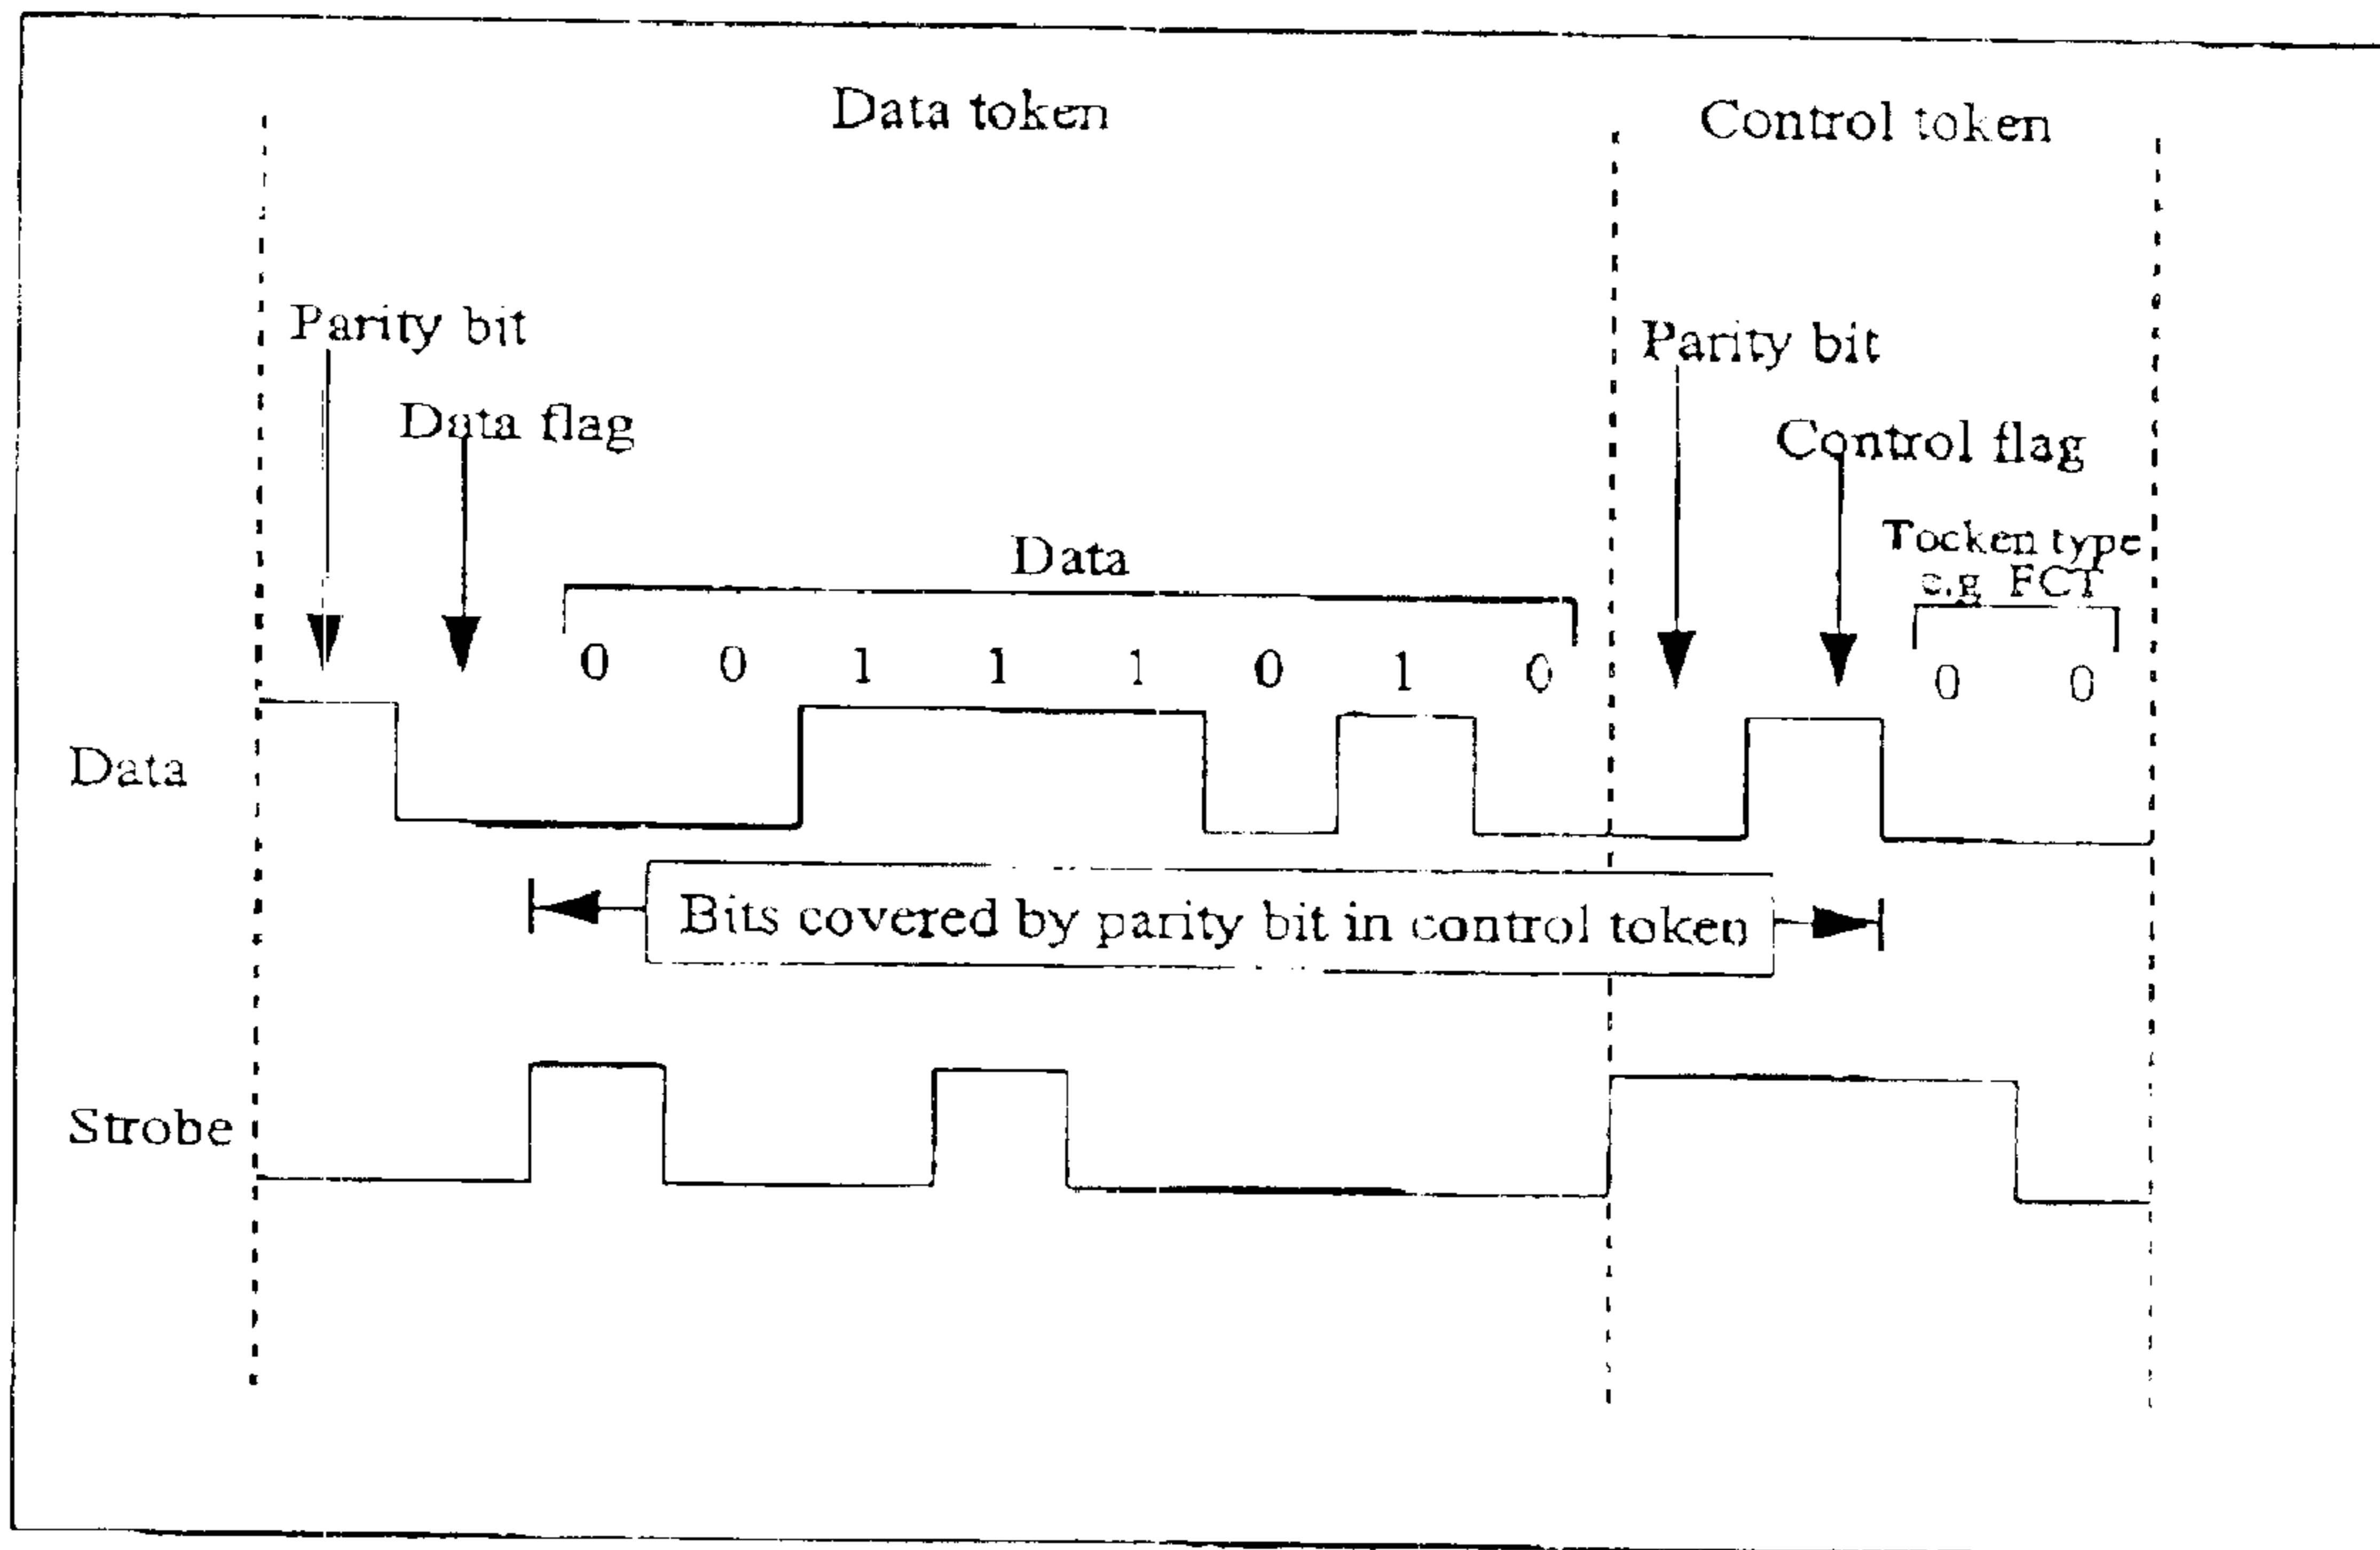 Data token
Control token
Parity bit
Parity bit
Data flag
Control flag
Data
Tocken type
e.g FCT
0 0 1 1 1 0 1 0
0 0
Data
Bits covered by parity bit in control token
Strobe